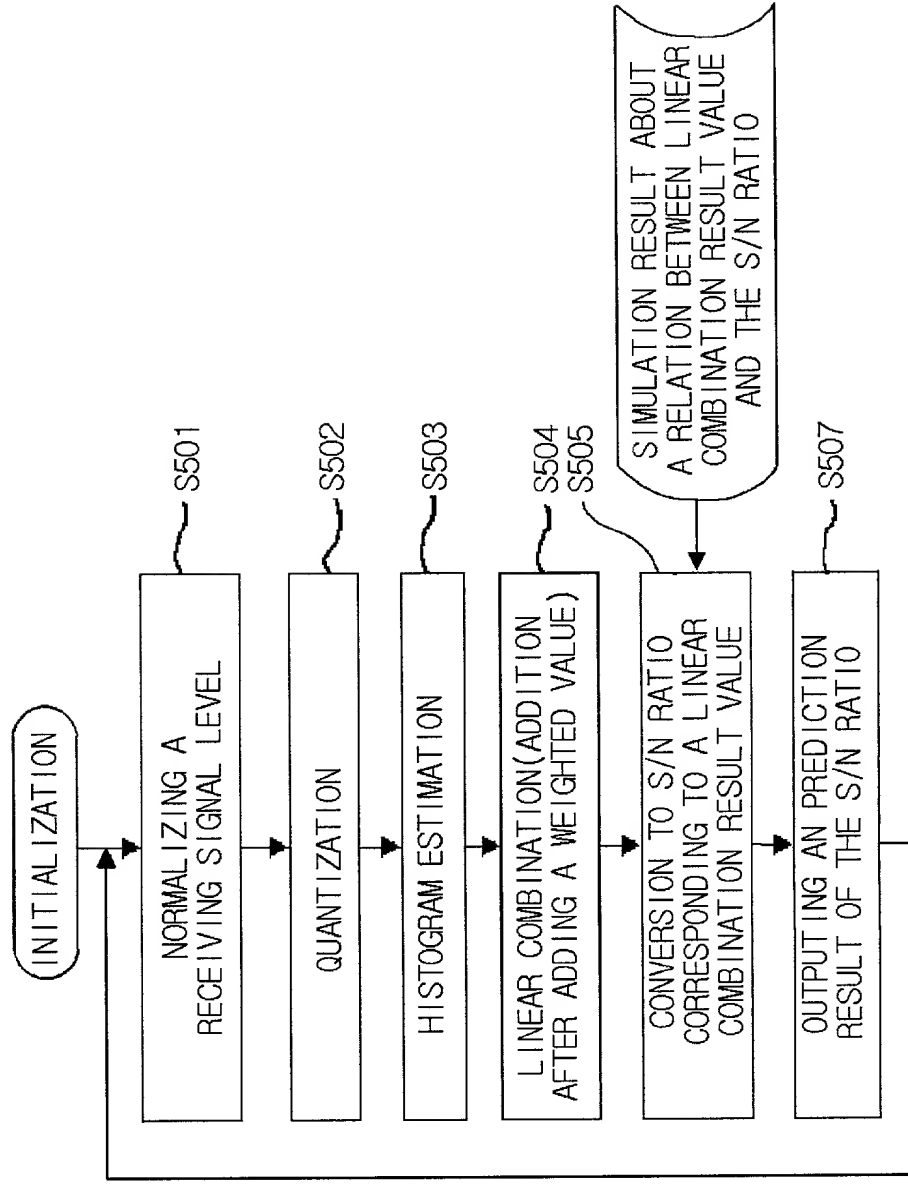 INITIALIZATION
NORMALIZING A
RECEIVING SIGNAL LEVEL
S501
QUANTIZATION
S502
HISTOGRAM ESTIMATION
S503
LINEAR COMBINATION(ADDITION
AFTER ADDING A WEIGHTED VALUE)
S504
S505
CONVERSION TO S/N RATIO
CORRESPONDING TO A LINEAR
COMBINATION RESULT VALUE
SIMULATION RESULT ABOUT
A RELATION BETWEEN LINEAR
COMBINATION RESULT VALUE
AND THE S/N RATIO
OUTPUTING AN PREDICTION
RESULT OF THE S/N RATIO
S507